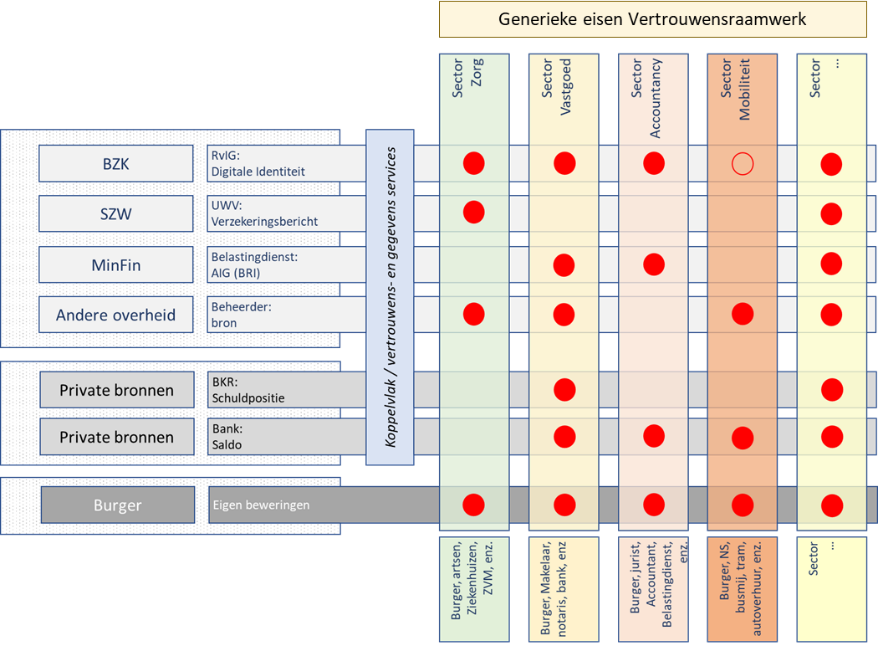 Generieke eisen Vertrouwensraamwerk
Sector
Zorg
Sector
Vastgoed
Sector
Accountancy
Sector
Mobiliteit
Sector
...
BZK
RvIG:
Digitale Identiteit
SZW
UWV:
Verzekeringsbericht
MinFin
Belastingdienst:
AIG (BRI)
Andere overheid
Beheerder:
bron
Koppelvlak / vertrouwens- en gegevens services
Private bronnen
BKR:
Schuldpositie
Private bronnen
Bank:
Saldo
Burger
Eigen beweringen
Burger, artsen,
Ziekenhuizen,
ZVM, enz.
Burger, Makelaar,
notaris, bank, enz
Burger, jurist,
Accountant,
Belastingdienst,
enz.
Burger, NS,
busmij, tram,
autoverhuur, enz.
Sector
...